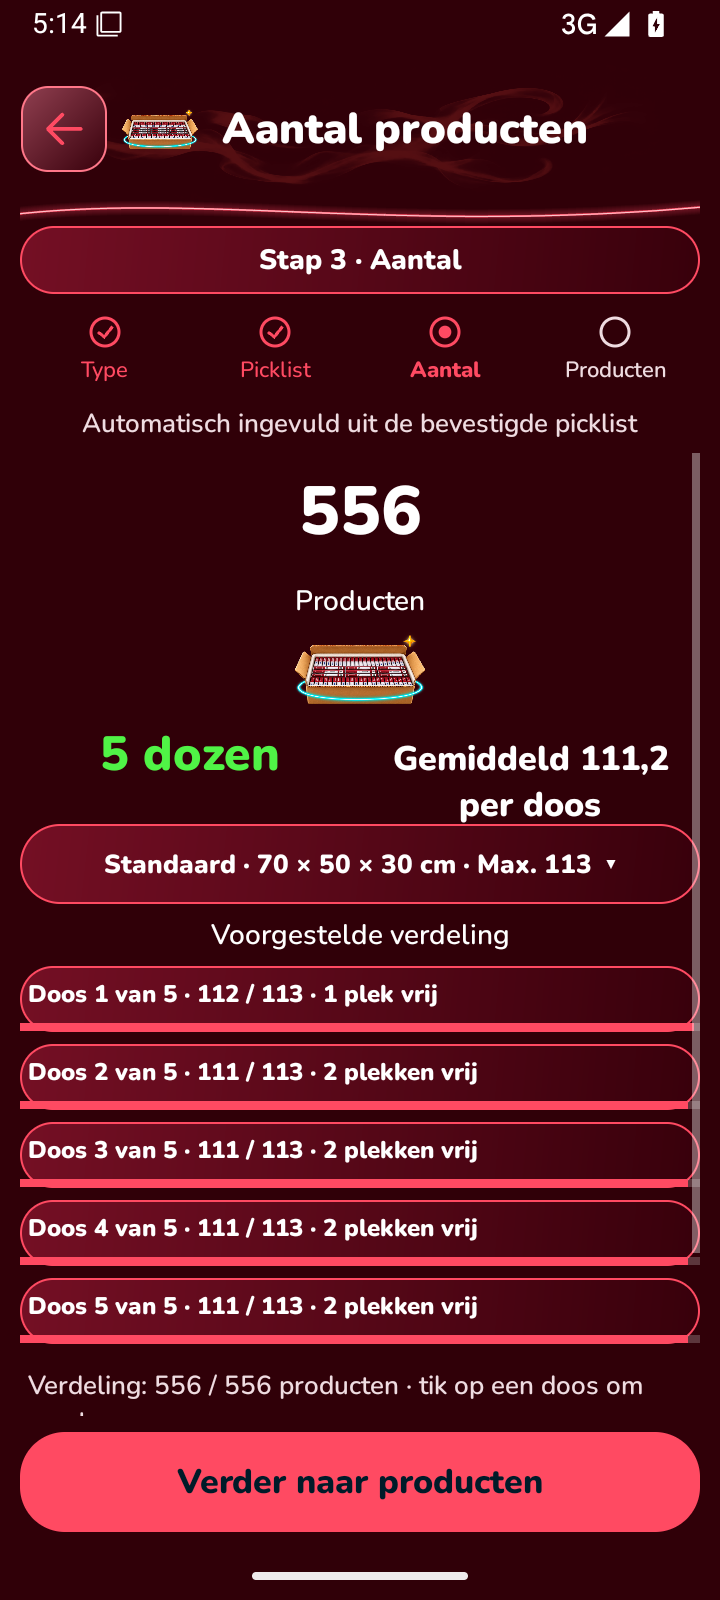 5:14
3G
Aantal producten
Stap 3 · Aantal
Type
Picklist
Aantal
Producten
Automatisch ingevuld uit de bevestigde picklist
556
Producten
5 dozen
Gemiddeld 111,2
per doos
Standaard · 70 × 50 × 30 cm · Max. 113 ▼
Voorgestelde verdeling
Doos 1 van 5 · 112 / 113 · 1 plek vrij
Doos 2 van 5 · 111 / 113 · 2 plekken vrij
Doos 3 van 5 · 111 / 113 · 2 plekken vrij
Doos 4 van 5 · 111 / 113 · 2 plekken vrij
Doos 5 van 5 · 111 / 113 · 2 plekken vrij
Verdeling: 556 / 556 producten · tik op een doos om
Verder naar producten